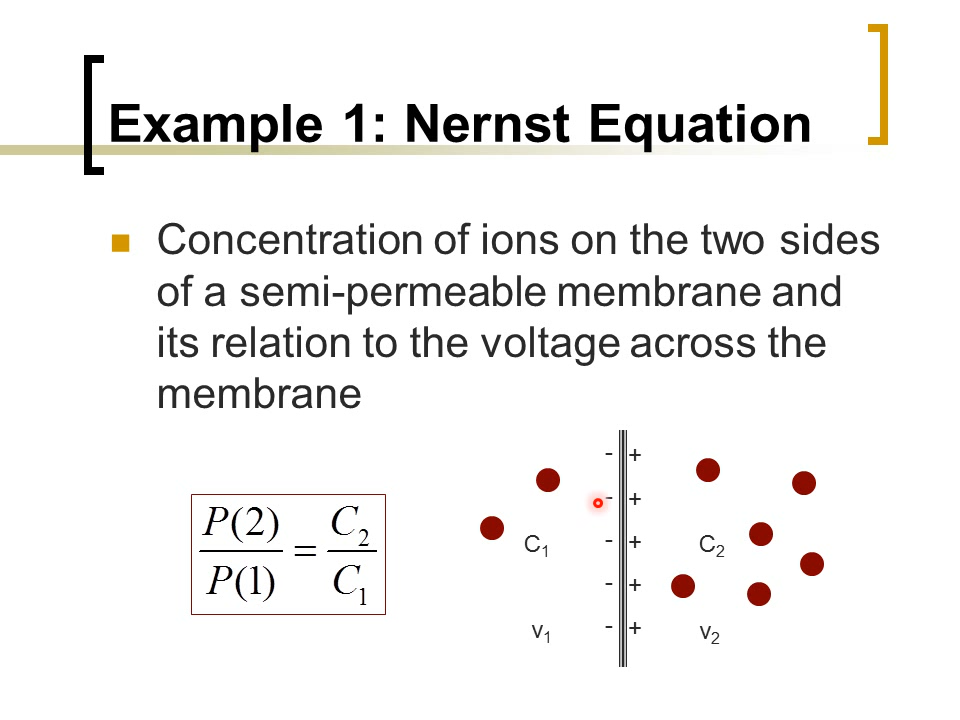 Example 1: Nernst Equation
Concentration of ions on the two sides
of a semi-permeable membrane and
its relation to the voltage across the
membrane
P(2)/P(1) = C₂/C₁
- +
- +
C₁ - + C₂
- +
v₁ - + v₂